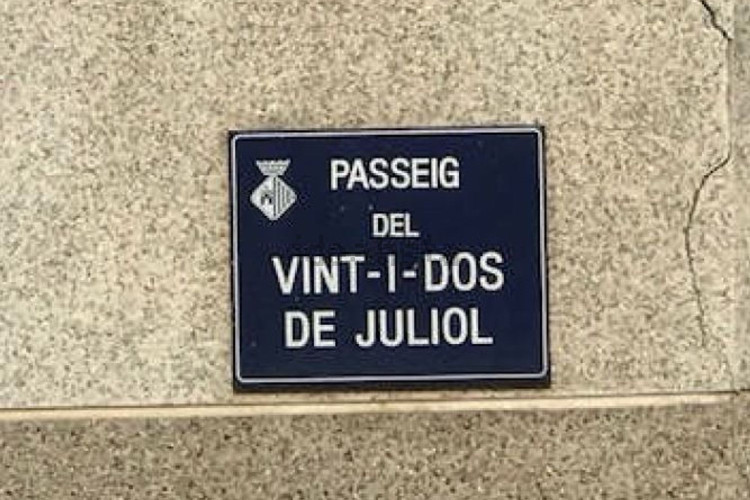 PASSEIG
DEL
VINT-I-DOS
DE JULIOL